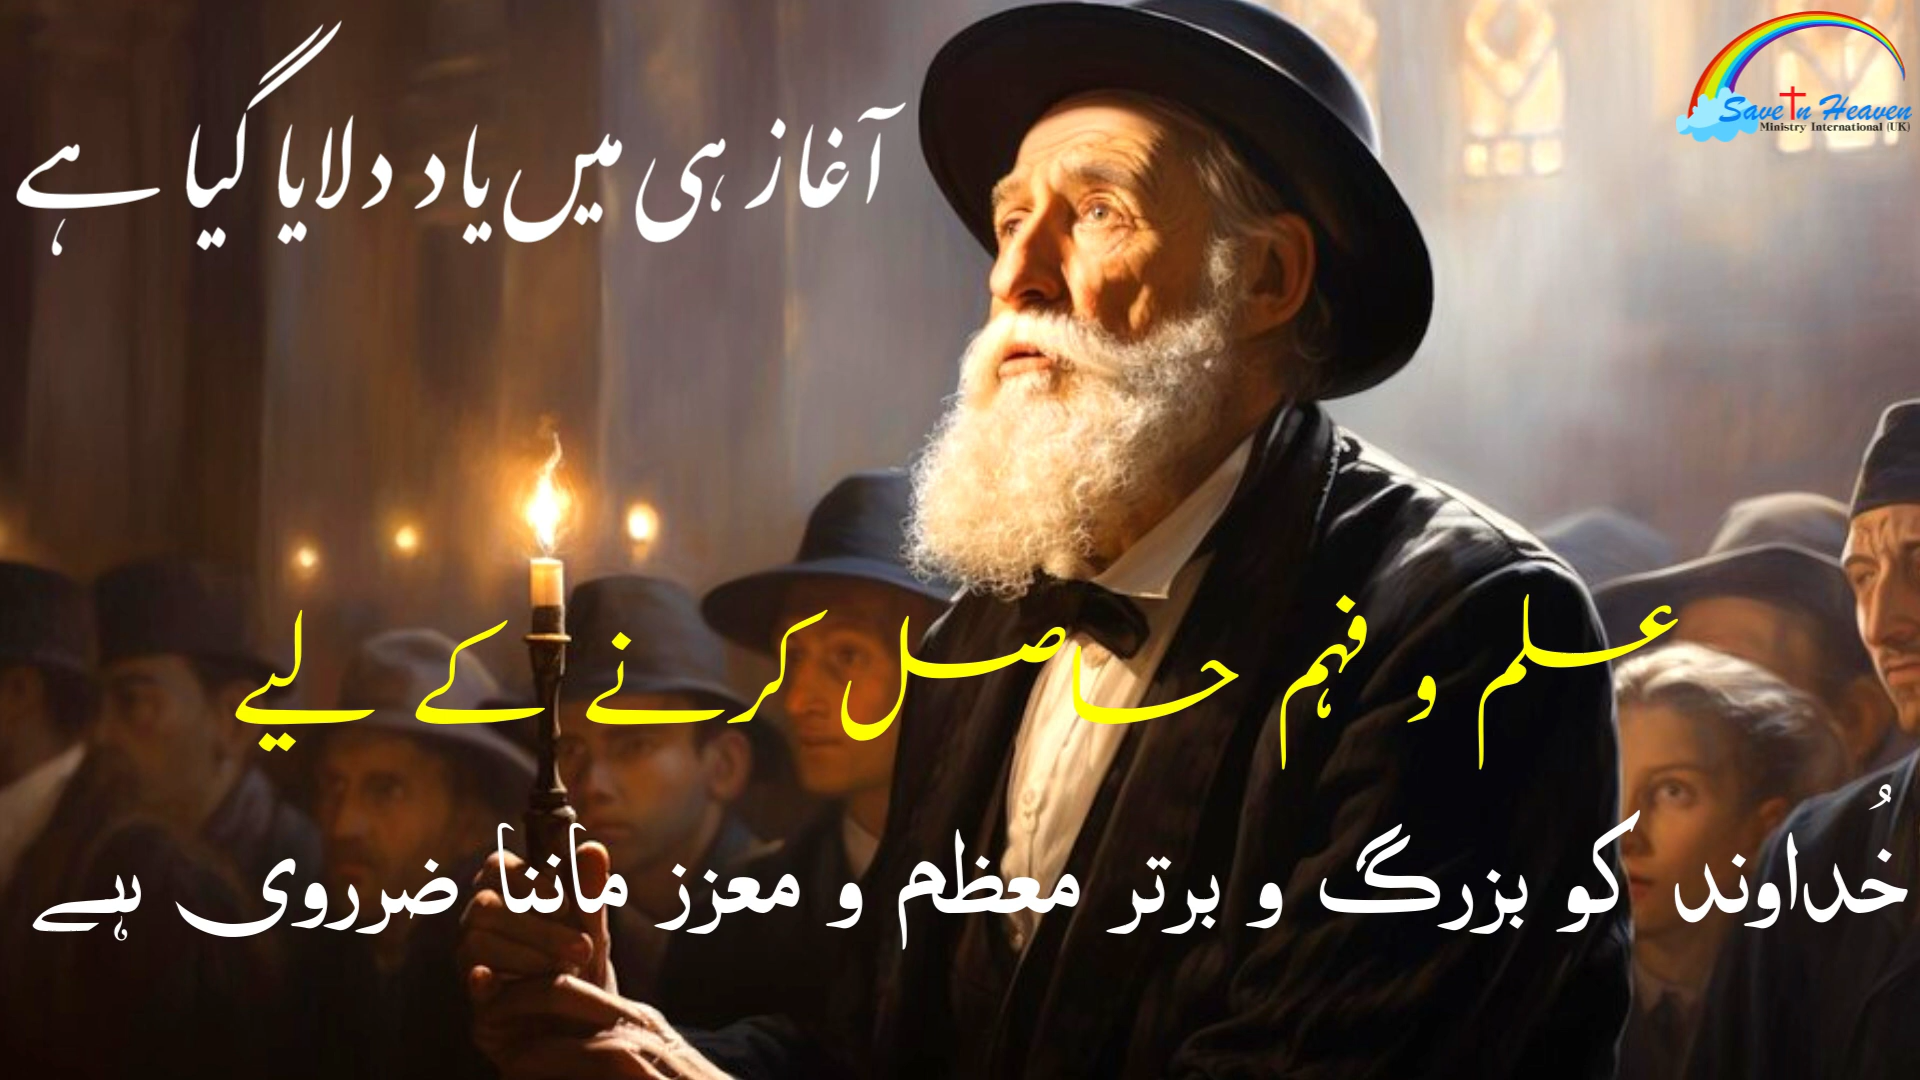 آغاز ہی میں یاد دلایا گیا ہے
Save In Heaven
Ministry International (UK)
علم و فہم حاصل کرنے کے لیے
خُداوند کو بزرگ و برتر معظم و معزز ماننا ضرروی ہے